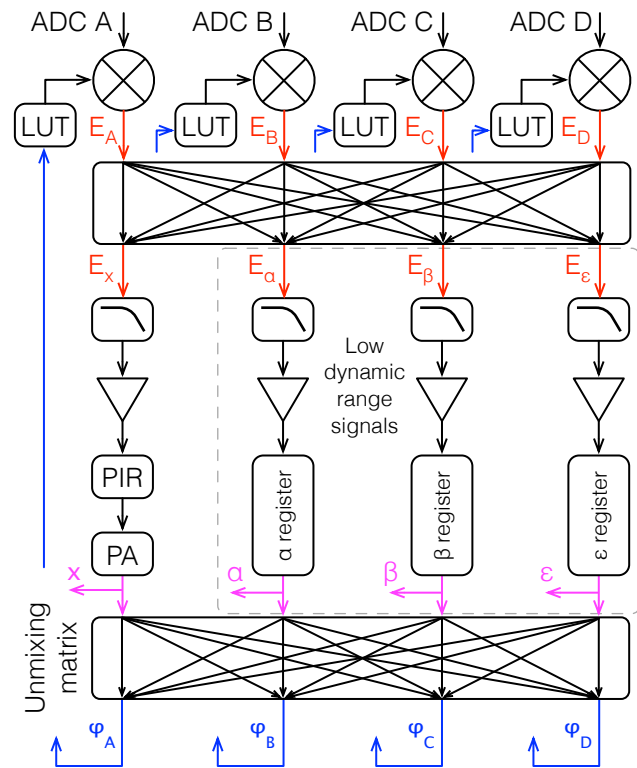 ADC A
ADC B
ADC C
ADC D
LUT
LUT
LUT
LUT
E_A
E_B
E_C
E_D
E_x
E_α
E_β
E_ε
Low
dynamic
range
signals
PIR
PA
α register
β register
ε register
x
α
β
ε
Unmixing
matrix
φ_A
φ_B
φ_C
φ_D